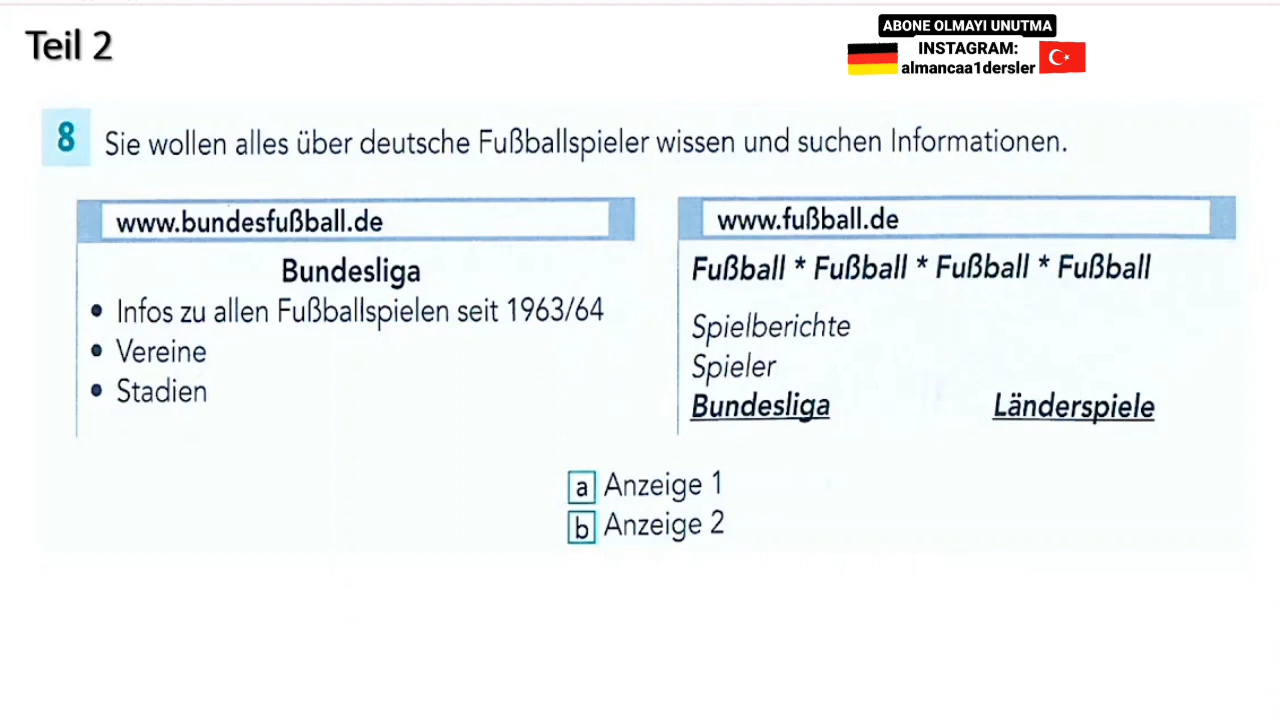 Teil 2
ABONE OLMAYI UNUTMA
INSTAGRAM:
almancaa1dersler
8 Sie wollen alles über deutsche Fußballspieler wissen und suchen Informationen.
www.bundesfußball.de
Bundesliga
• Infos zu allen Fußballspielen seit 1963/64
• Vereine
• Stadien
www.fußball.de
Fußball * Fußball * Fußball * Fußball
Spielberichte
Spieler
Bundesliga Länderspiele
a Anzeige 1
b Anzeige 2